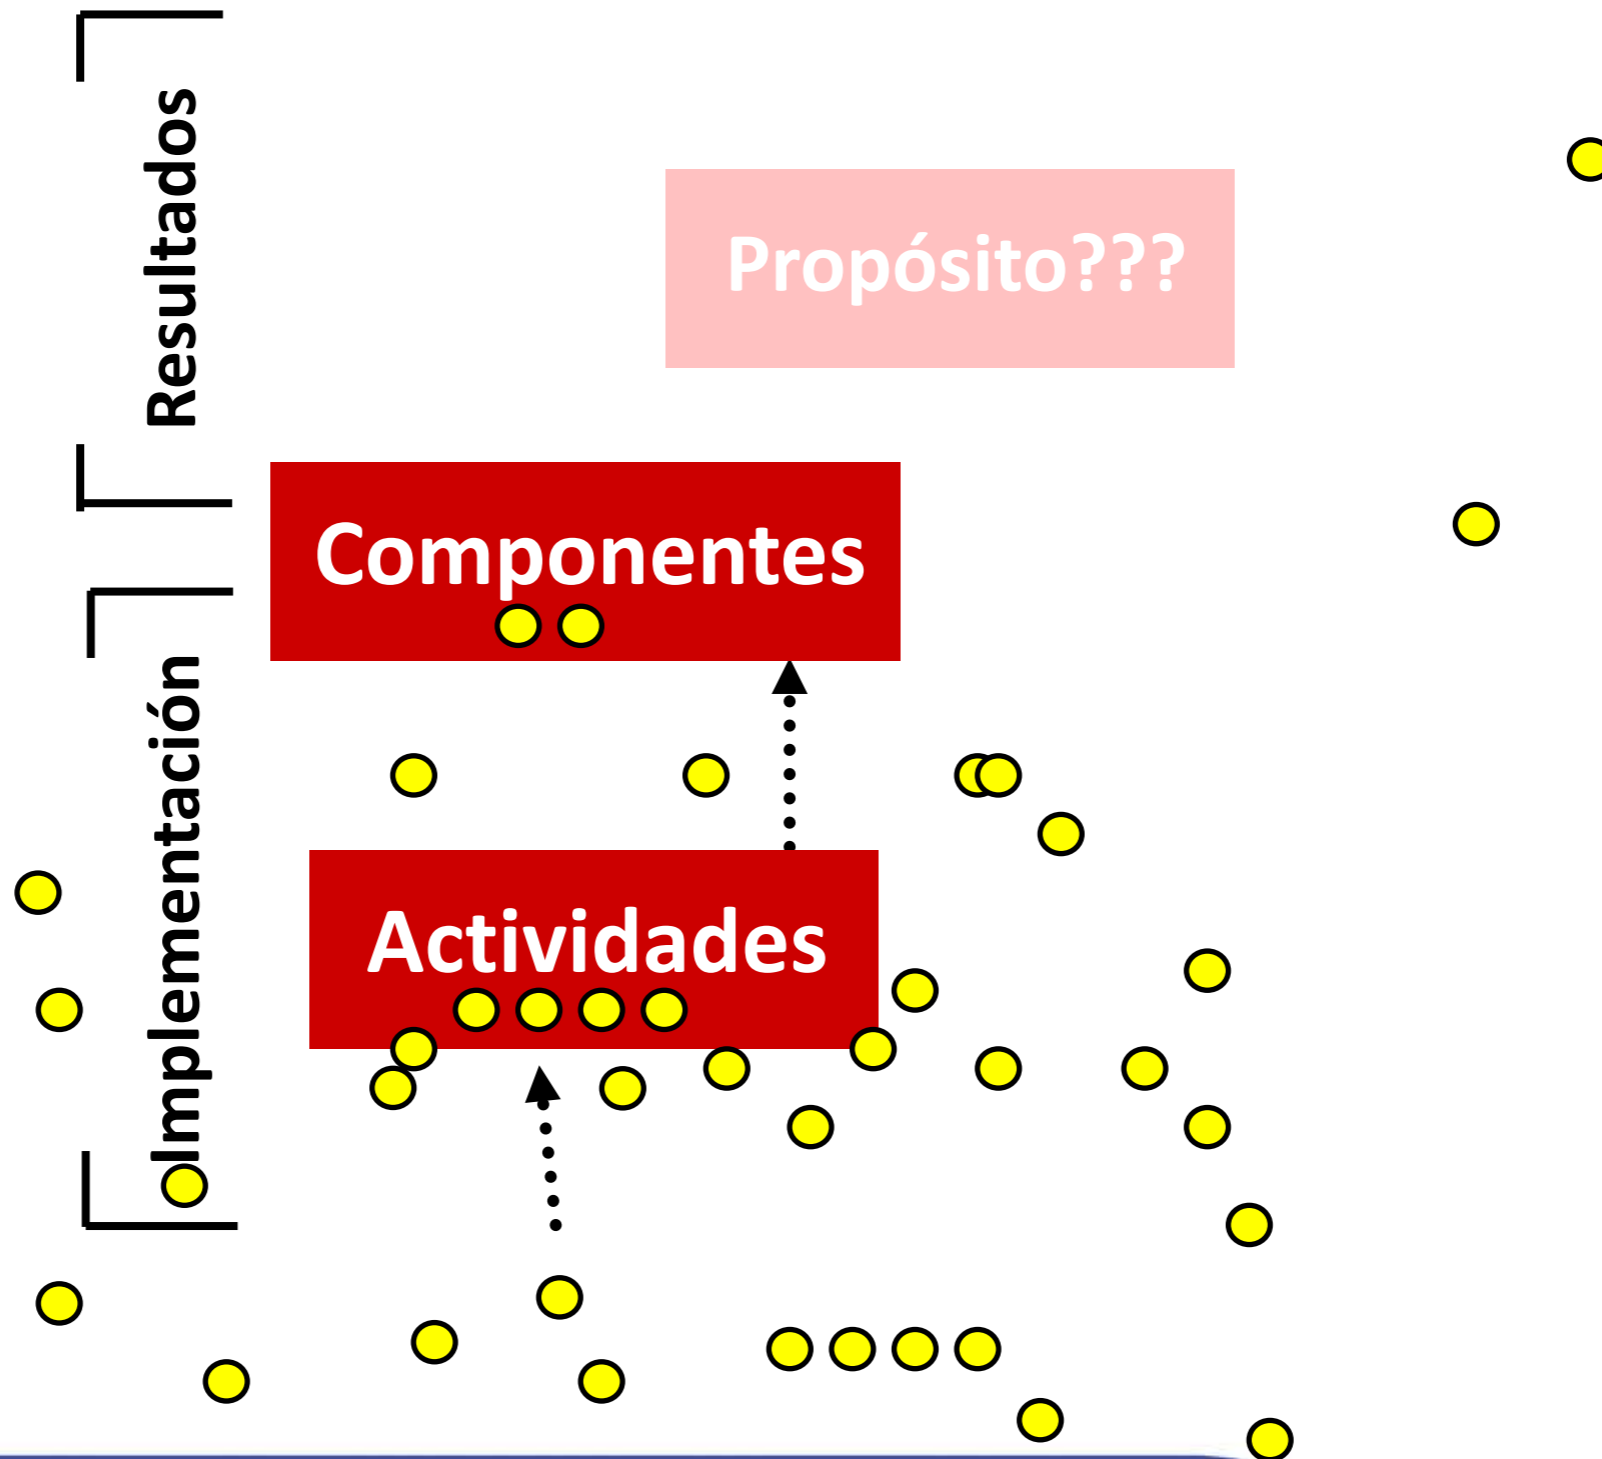 Resultados
Propósito???
Componentes
Implementación
Actividades